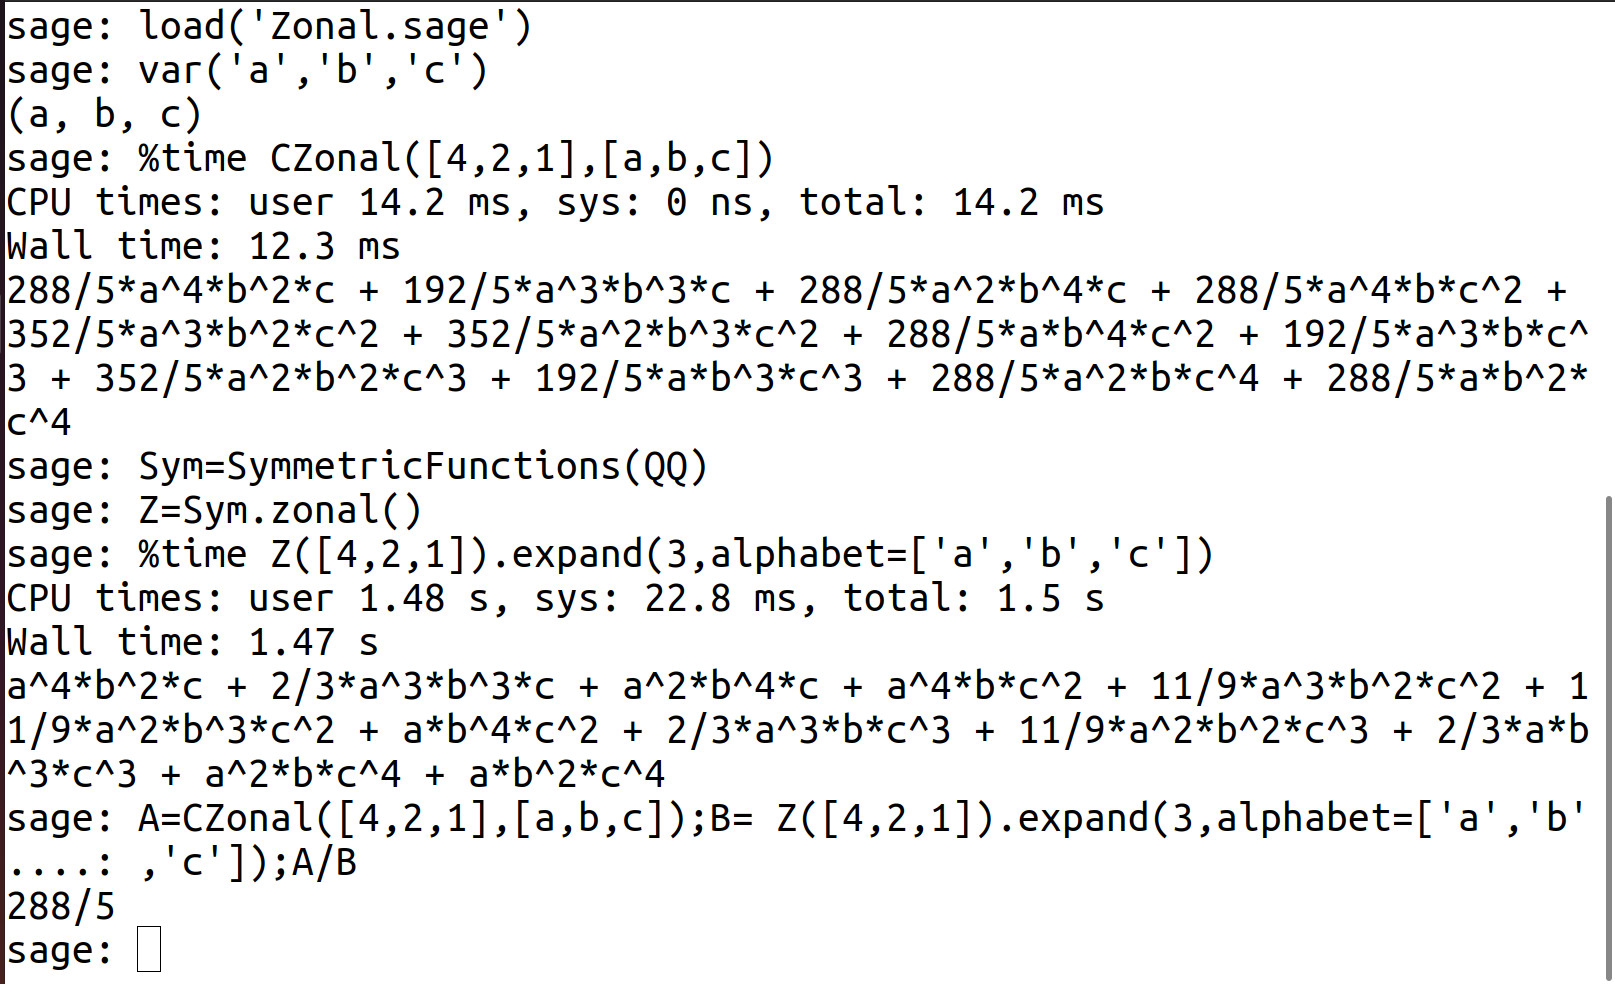 sage: load('Zonal.sage')
sage: var('a','b','c')
(a, b, c)
sage: %time CZonal([4,2,1],[a,b,c])
CPU times: user 14.2 ms, sys: 0 ns, total: 14.2 ms
Wall time: 12.3 ms
288/5*a^4*b^2*c + 192/5*a^3*b^3*c + 288/5*a^2*b^4*c + 288/5*a^4*b*c^2 +
352/5*a^3*b^2*c^2 + 352/5*a^2*b^3*c^2 + 288/5*a*b^4*c^2 + 192/5*a^3*b*c^
3 + 352/5*a^2*b^2*c^3 + 192/5*a*b^3*c^3 + 288/5*a^2*b*c^4 + 288/5*a*b^2*
c^4
sage: Sym=SymmetricFunctions(QQ)
sage: Z=Sym.zonal()
sage: %time Z([4,2,1]).expand(3,alphabet=['a','b','c'])
CPU times: user 1.48 s, sys: 22.8 ms, total: 1.5 s
Wall time: 1.47 s
a^4*b^2*c + 2/3*a^3*b^3*c + a^2*b^4*c + a^4*b*c^2 + 11/9*a^3*b^2*c^2 + 1
1/9*a^2*b^3*c^2 + a*b^4*c^2 + 2/3*a^3*b*c^3 + 11/9*a^2*b^2*c^3 + 2/3*a*b
^3*c^3 + a^2*b*c^4 + a*b^2*c^4
sage: A=CZonal([4,2,1],[a,b,c]);B= Z([4,2,1]).expand(3,alphabet=['a','b'
....: ,'c']);A/B
288/5
sage: